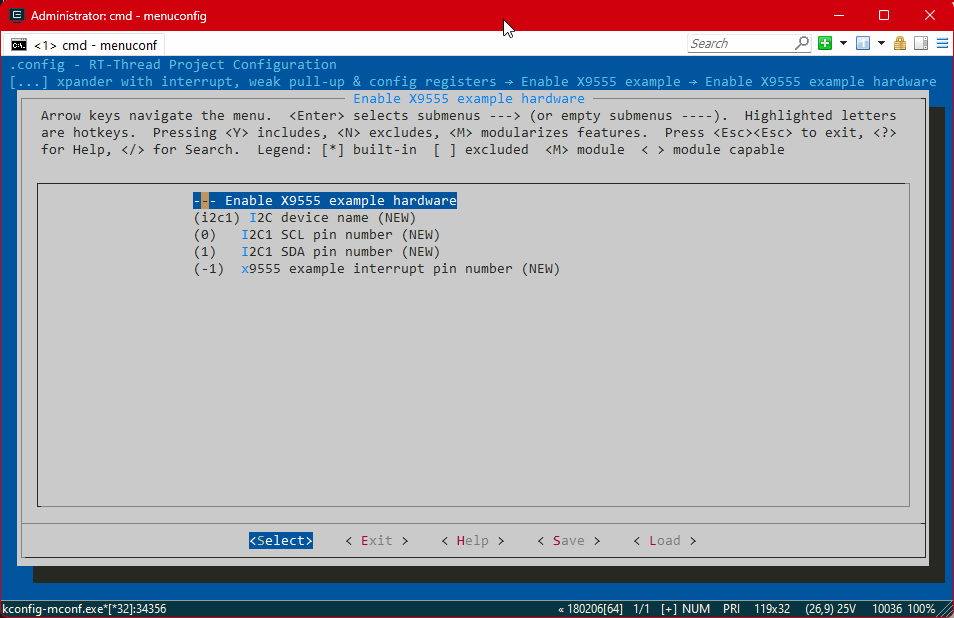 Administrator: cmd - menuconfig
<1> cmd - menuconf
Search
.config - RT-Thread Project Configuration
[...] xpander with interrupt, weak pull-up & config registers → Enable X9555 example → Enable X9555 example hardware
Enable X9555 example hardware
Arrow keys navigate the menu.  <Enter> selects submenus ---> (or empty submenus ----).  Highlighted letters
are hotkeys.  Pressing <Y> includes, <N> excludes, <M> modularizes features.  Press <Esc><Esc> to exit, <?>
for Help, </> for Search.  Legend: [*] built-in  [ ] excluded  <M> module  < > module capable
--- Enable X9555 example hardware
(i2c1) I2C device name (NEW)
(0)   I2C1 SCL pin number (NEW)
(1)   I2C1 SDA pin number (NEW)
(-1)  x9555 example interrupt pin number (NEW)
<Select>    < Exit >    < Help >    < Save >    < Load >
kconfig-mconf.exe*[*32]:34356    « 180206[64]  1/1  [+] NUM  PRI  119x32  (26,9) 25V  10036 100%